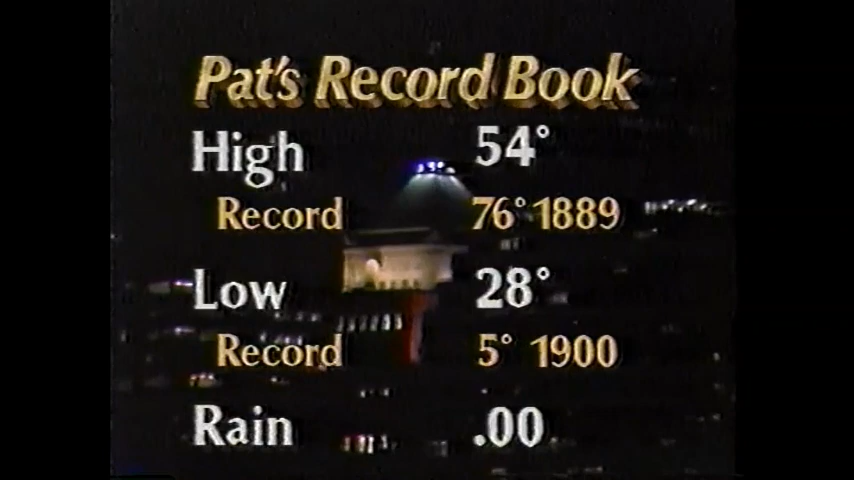 Pat's Record Book
High 54°
Record 76° 1889
Low 28°
Record 5° 1900
Rain .00